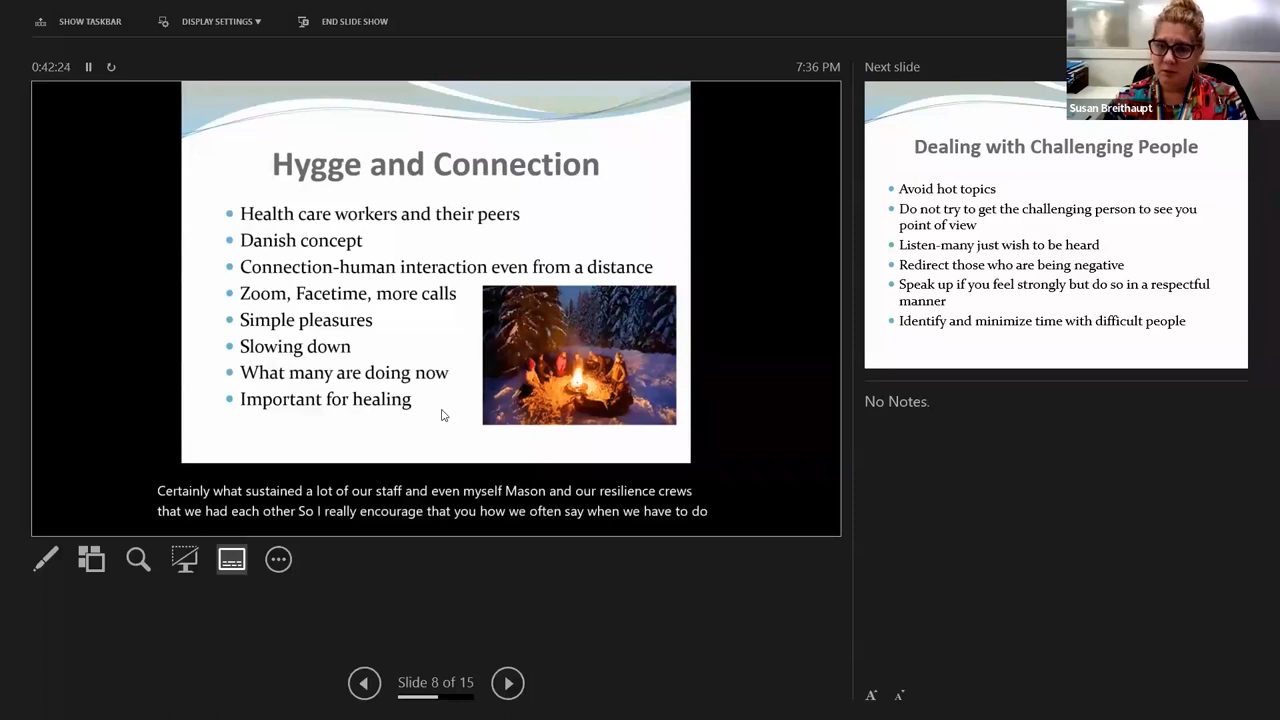 SHOW TASKBAR
DISPLAY SETTINGS ▼
END SLIDE SHOW
0:42:24
7:36 PM
Hygge and Connection
• Health care workers and their peers
• Danish concept
• Connection-human interaction even from a distance
• Zoom, Facetime, more calls
• Simple pleasures
• Slowing down
• What many are doing now
• Important for healing
Certainly what sustained a lot of our staff and even myself Mason and our resilience crews
that we had each other So I really encourage that you how we often say when we have to do
Slide 8 of 15
Next slide
Susan Breithaupt
Dealing with Challenging People
• Avoid hot topics
• Do not try to get the challenging person to see you
point of view
• Listen-many just wish to be heard
• Redirect those who are being negative
• Speak up if you feel strongly but do so in a respectful
manner
• Identify and minimize time with difficult people
No Notes.
A A